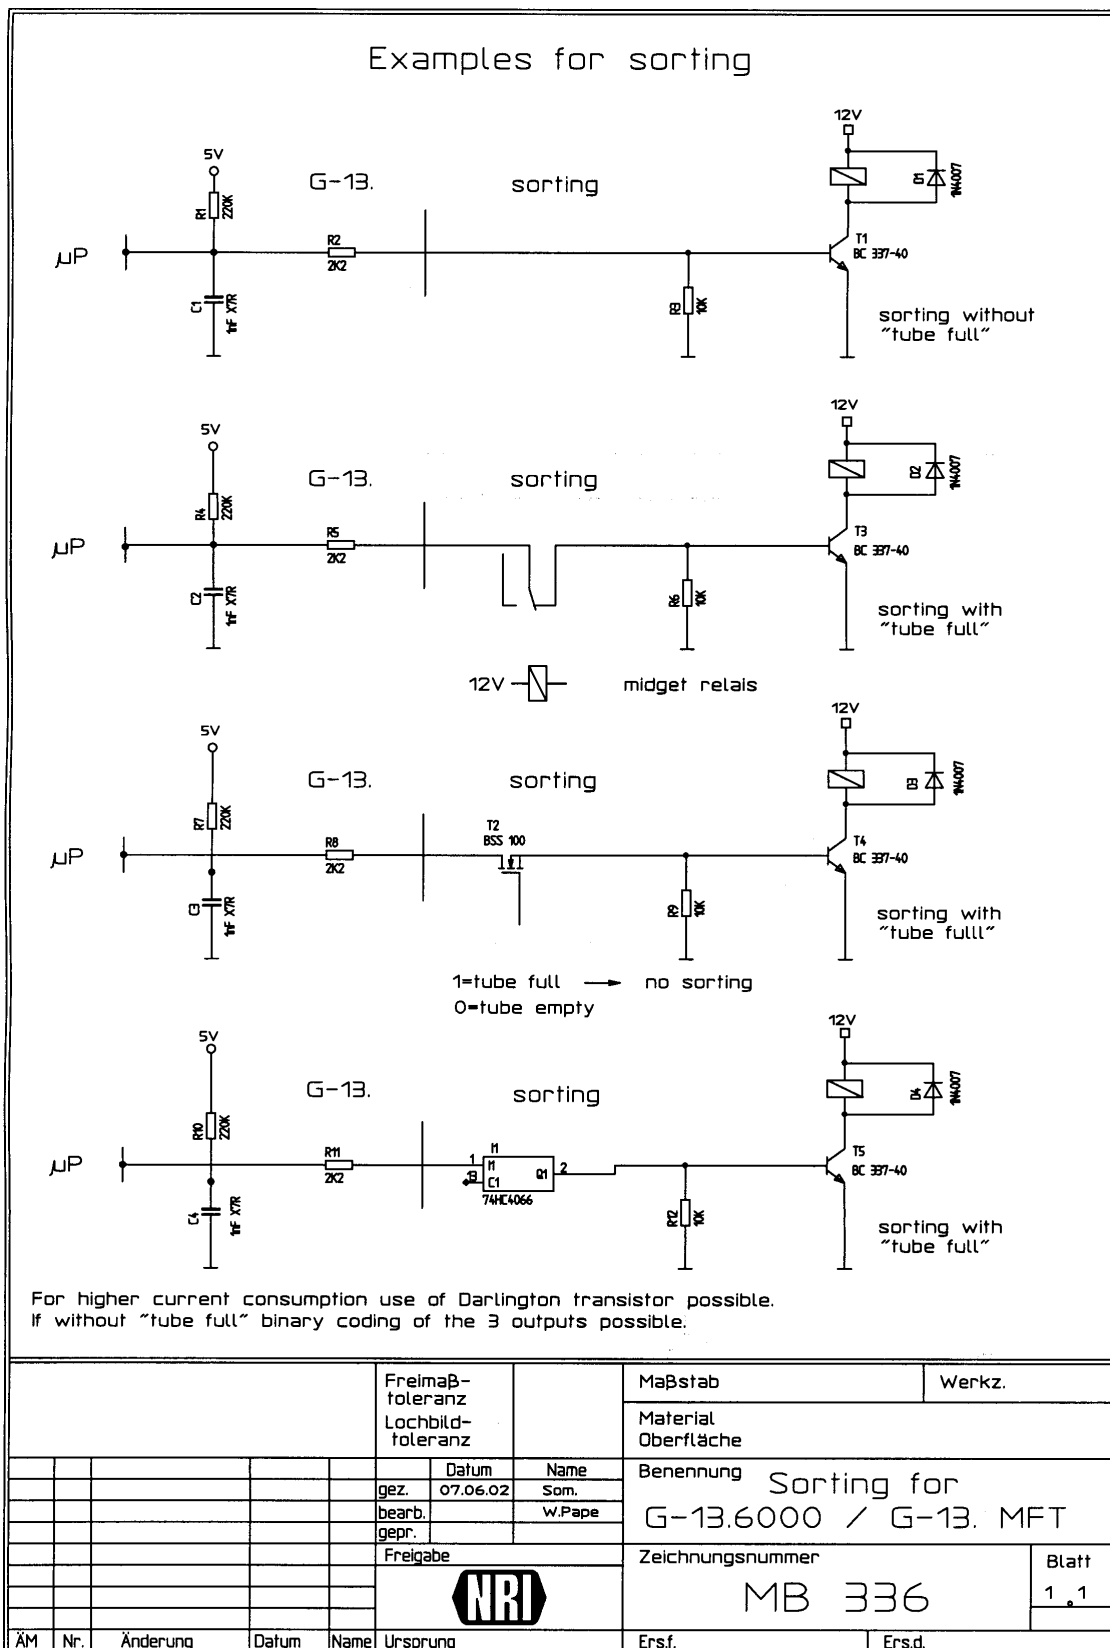 Examples for sorting
12V
5V
G-13.
sorting
D1
1N4007
R1
220K
µP
R2
2K2
T1
BC 337-40
C1
1nF X7R
R3
10K
sorting without
"tube full"
12V
5V
G-13.
sorting
D2
1N4007
R4
220K
µP
R5
2K2
T3
BC 337-40
C2
1nF X7R
R6
10K
sorting with
"tube full"
12V
midget relais
12V
5V
G-13.
sorting
D3
1N4007
R7
220K
T2
BSS 100
µP
R8
2K2
T4
BC 337-40
C3
1nF X7R
R9
10K
sorting with
"tube fulll"
1=tube full → no sorting
0=tube empty
12V
5V
G-13.
sorting
D4
1N4007
R10
220K
µP
R11
2K2
1
13
C1
Q1
2
74HC4066
T5
BC 337-40
C4
1nF X7R
R12
10K
sorting with
"tube full"
For higher current consumption use of Darlington transistor possible.
If without "tube full" binary coding of the 3 outputs possible.
Freimaß-
toleranz
Lochbild-
toleranz
Maßstab
Werkz.
Material
Oberfläche
Datum Name
gez. 07.06.02 Som.
bearb. W.Pape
gepr.
Benennung
Sorting for
G-13.6000 / G-13. MFT
Freigabe
NRI
Zeichnungsnummer
MB 336
Blatt
1.1
ÄM Nr. Änderung Datum Name Ursprung Ers.f. Ers.d.